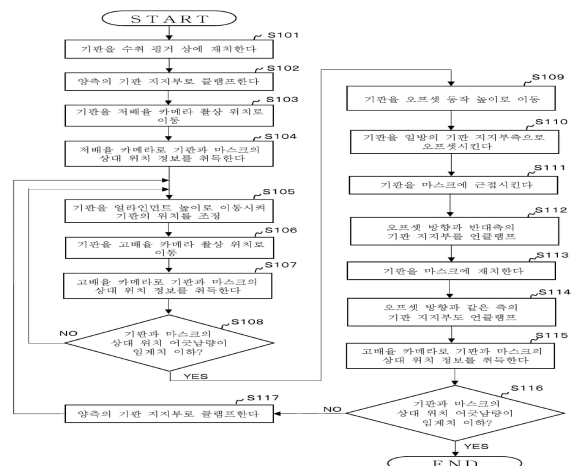 START
S101
기판을 수취 핑거 상에 재치한다
S102
양측의 기판 지지부로 클램프한다
S103
기판을 저배율 카메라 촬상 위치로
이동
S104
저배율 카메라로 기판과 마스크의
상대 위치 정보를 취득한다
S105
기판을 얼라인먼트 높이로 이동시켜
기판의 위치를 조정
S106
기판을 고배율 카메라 촬상 위치로
이동
S107
고배율 카메라로 기판과 마스크의
상대 위치 정보를 취득한다
S108
기판과 마스크의
상대 위치 어긋남량이
임계치 이하?
NO
YES
S109
기판을 오프셋 동작 높이로 이동
S110
기판을 일방의 기판 지지부측으로
오프셋시킨다
S111
기판을 마스크에 근접시킨다
S112
오프셋 방향과 반대측의
기판 지지부를 언클램프
S113
기판을 마스크에 재치한다
S114
오프셋 방향과 같은 측의
기판 지지부도 언클램프
S115
고배율 카메라로 기판과 마스크의
상대 위치 정보를 취득한다
S116
기판과 마스크의
상대 위치 어긋남량이
임계치 이하?
NO
YES
S117
양측의 기판 지지부로 클램프한다
END